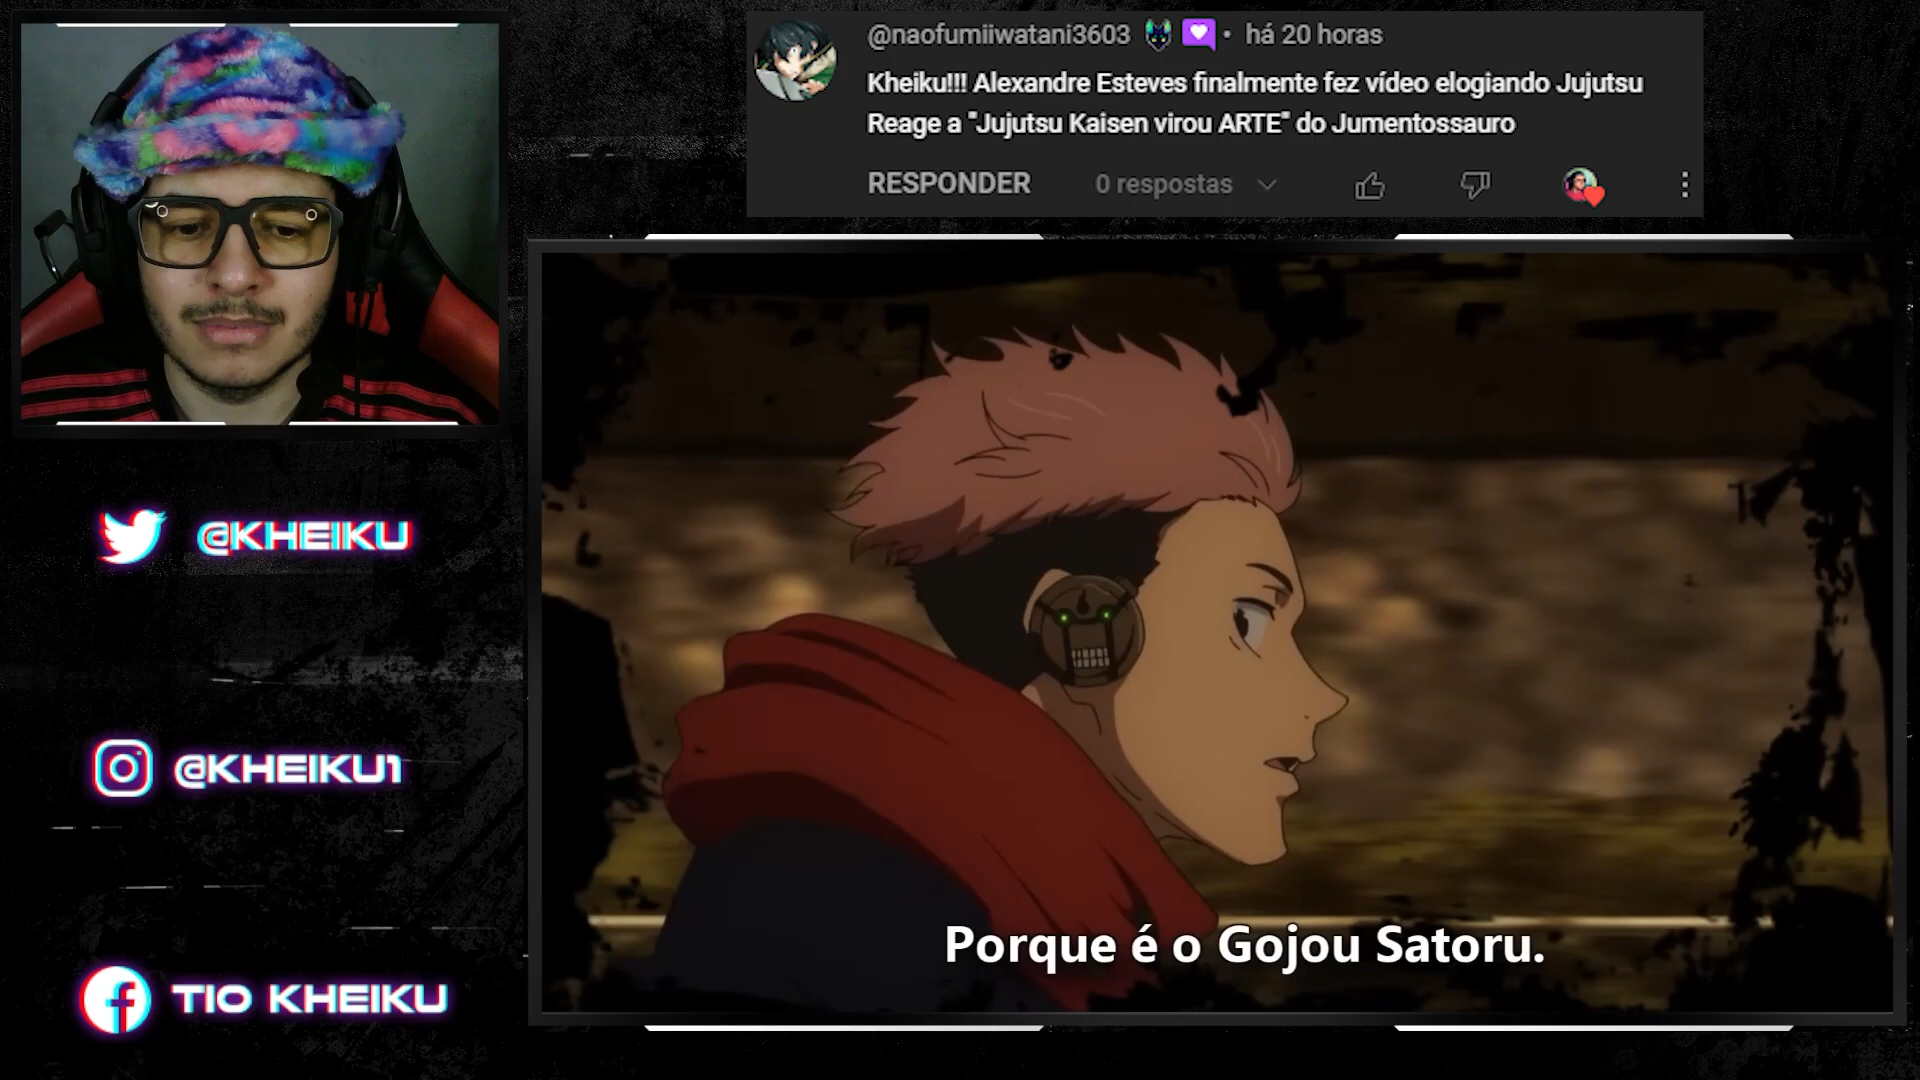 @naofumiiwatani3603 • há 20 horas
Kheiku!!! Alexandre Esteves finalmente fez vídeo elogiando Jujutsu
Reage a "Jujutsu Kaisen virou ARTE" do Jumentossauro
RESPONDER 0 respostas
@KHEIKU
@KHEIKU1
TIO KHEIKU
Porque é o Gojou Satoru.